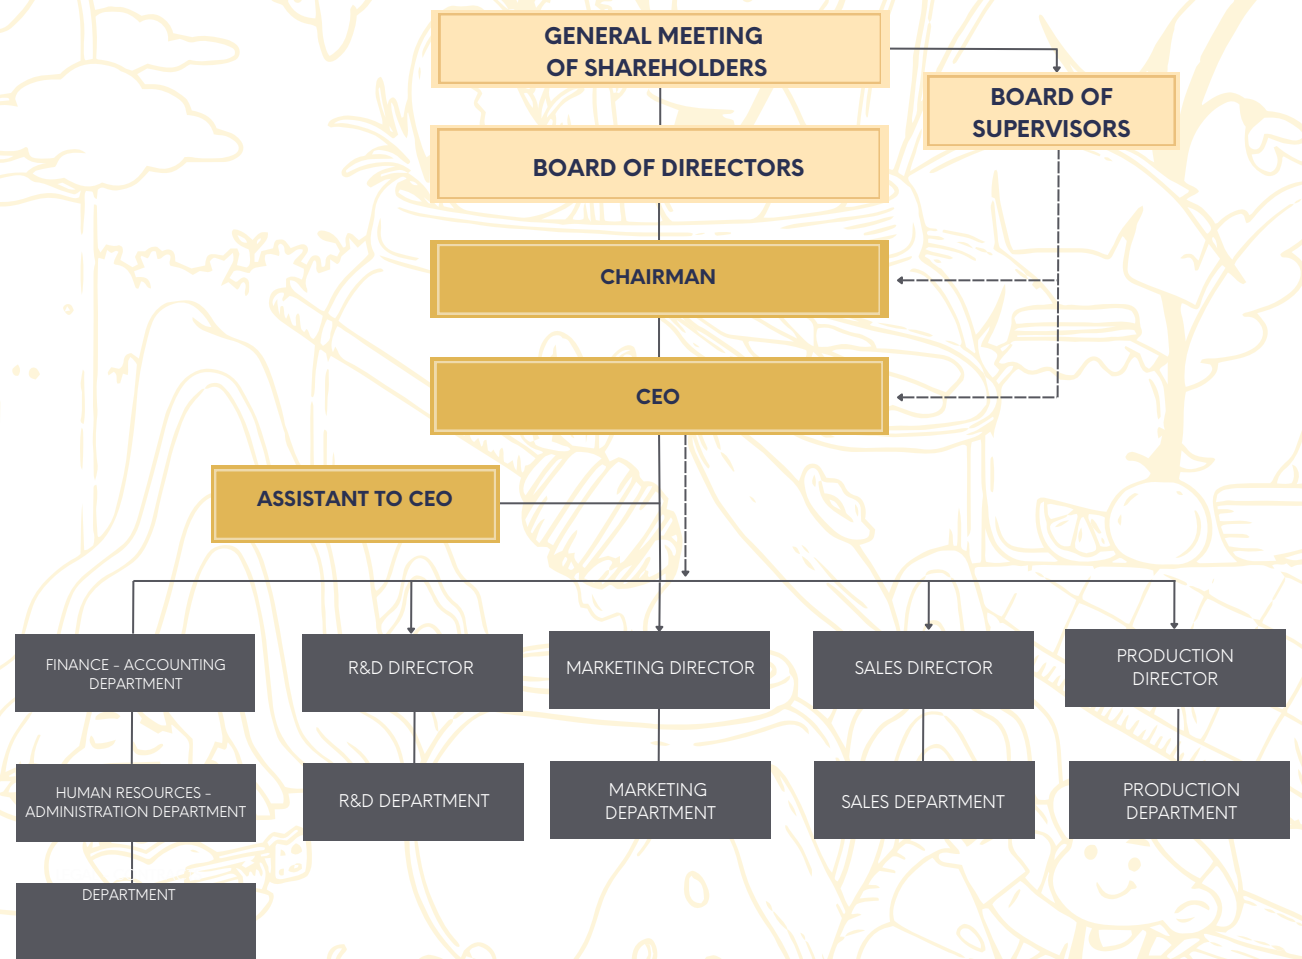 GENERAL MEETING
OF SHAREHOLDERS
BOARD OF
SUPERVISORS
BOARD OF DIREECTORS
CHAIRMAN
CEO
ASSISTANT TO CEO
FINANCE - ACCOUNTING
DEPARTMENT
R&D DIRECTOR
MARKETING DIRECTOR
SALES DIRECTOR
PRODUCTION
DIRECTOR
HUMAN RESOURCES -
ADMINISTRATION DEPARTMENT
R&D DEPARTMENT
MARKETING
DEPARTMENT
SALES DEPARTMENT
PRODUCTION
DEPARTMENT
DEPARTMENT